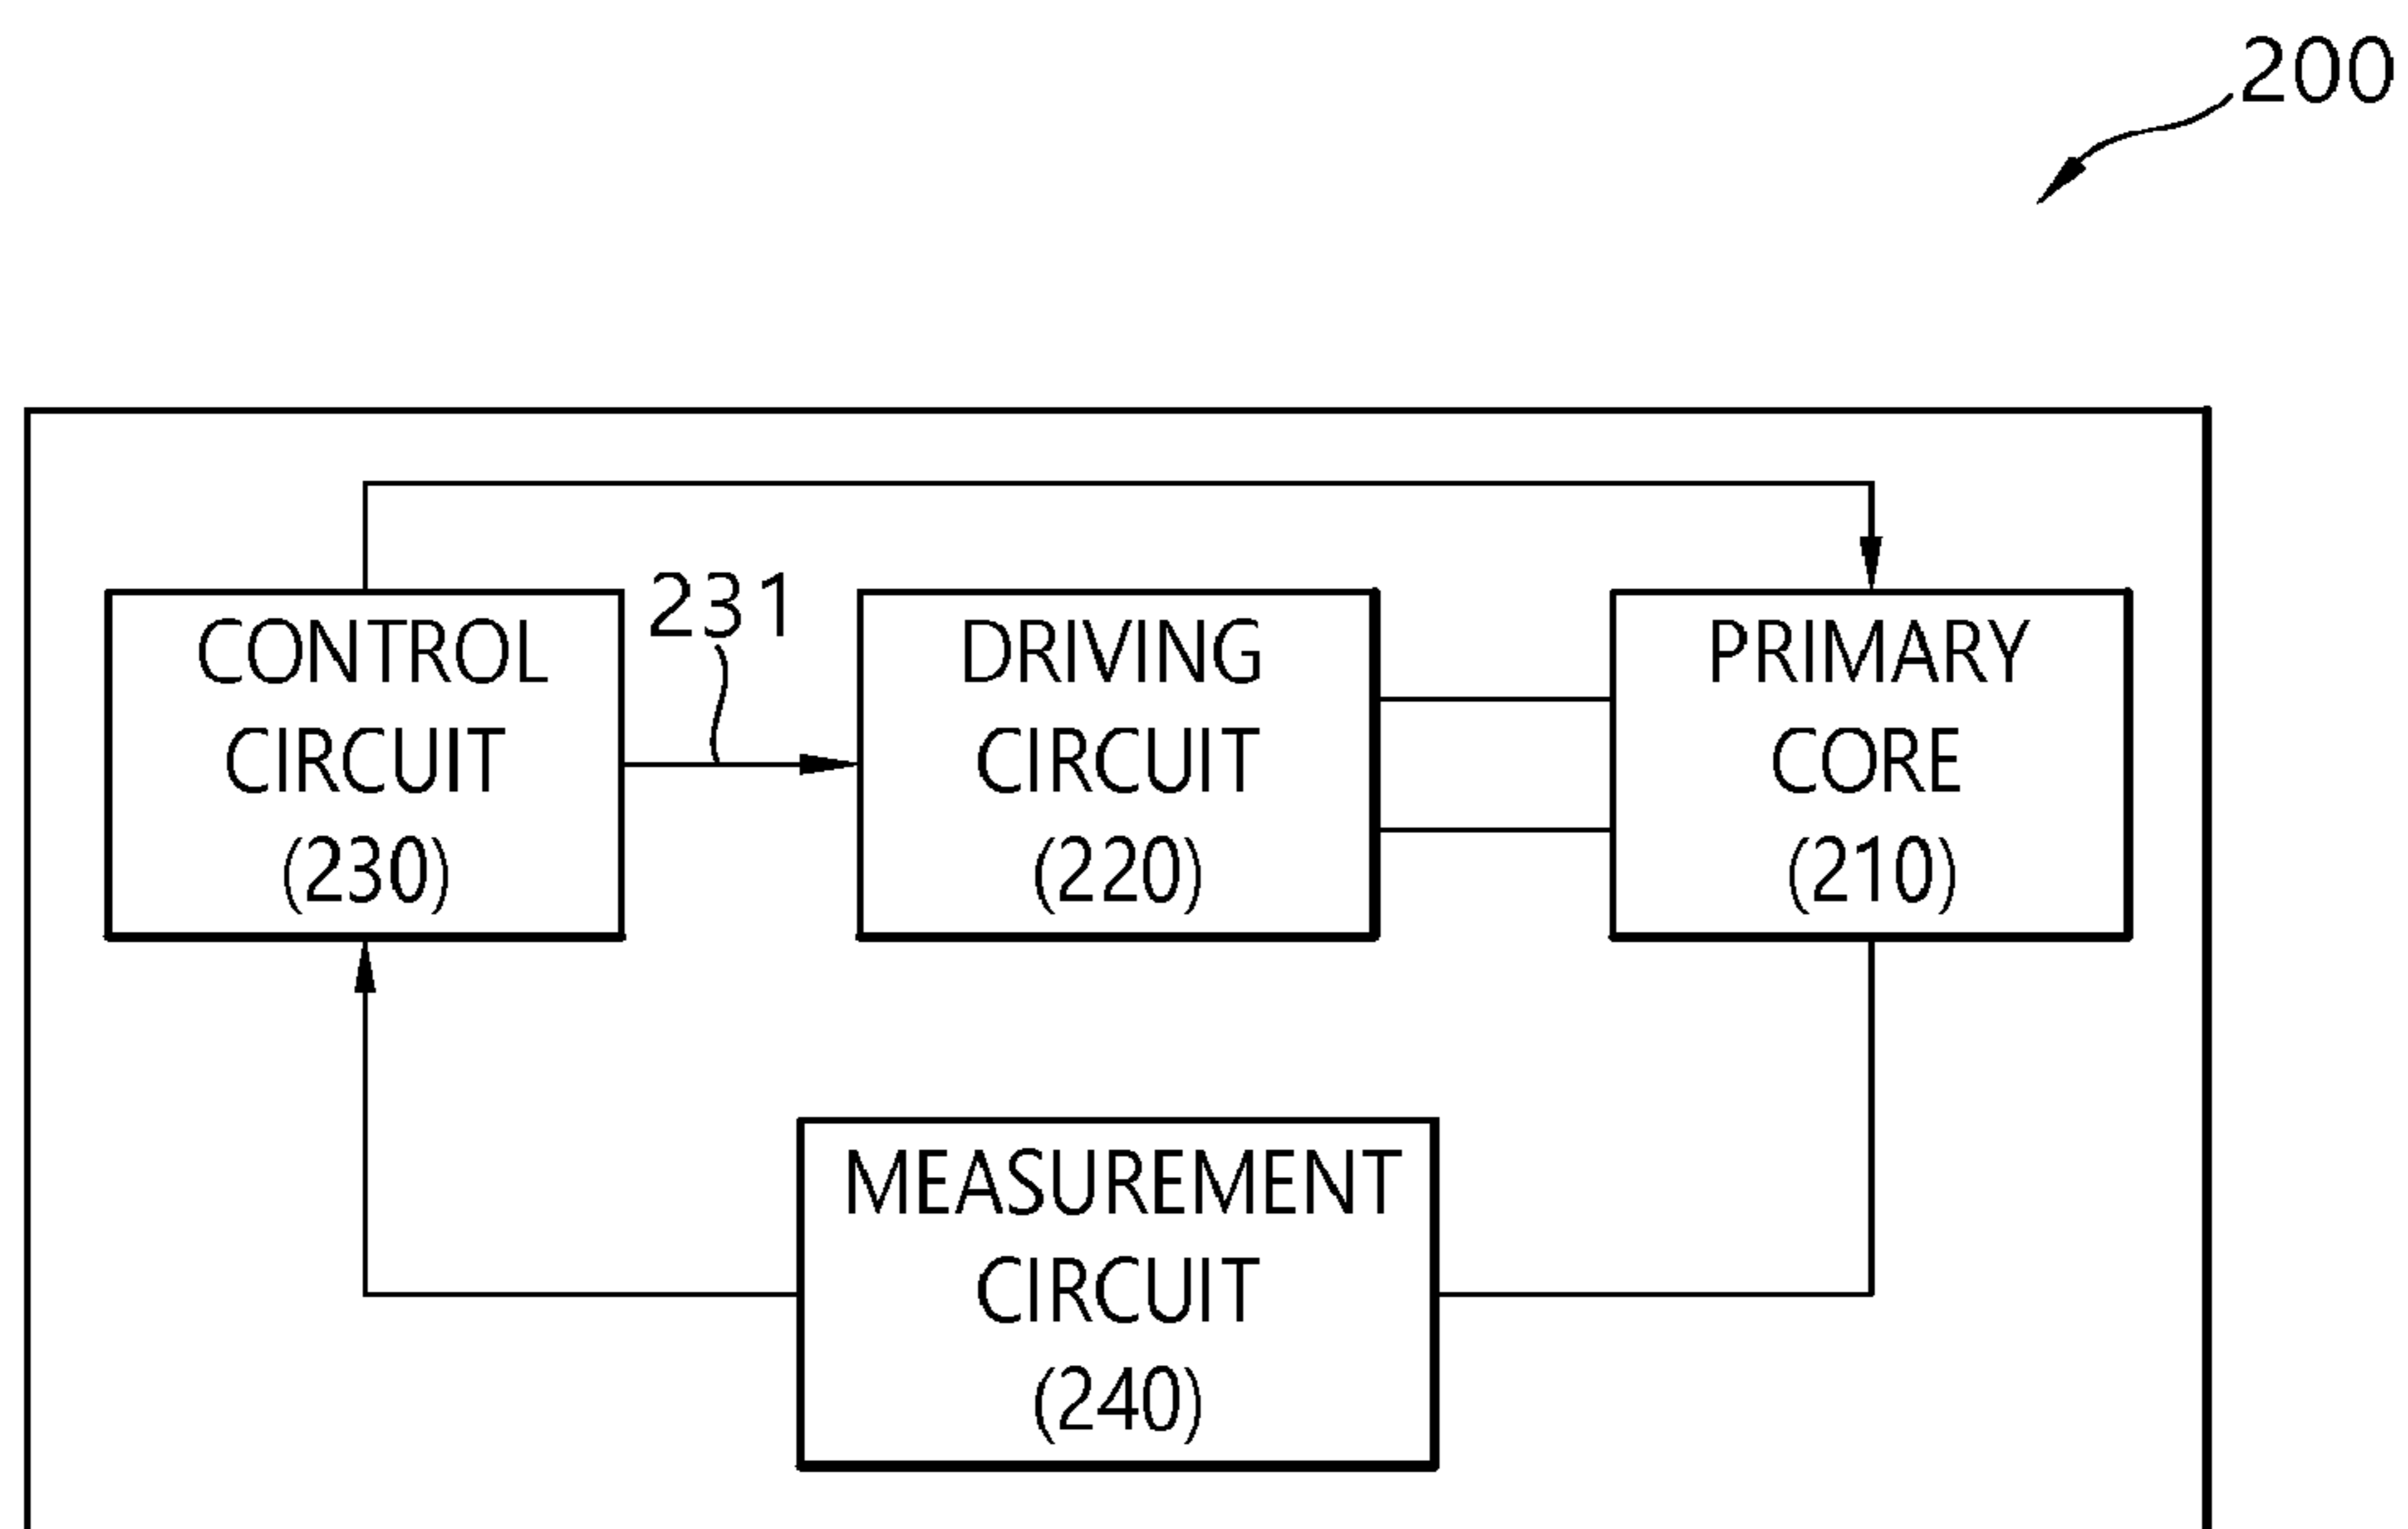 200
231
CONTROL
CIRCUIT
(230)
DRIVING
CIRCUIT
(220)
PRIMARY
CORE
(210)
MEASUREMENT
CIRCUIT
(240)